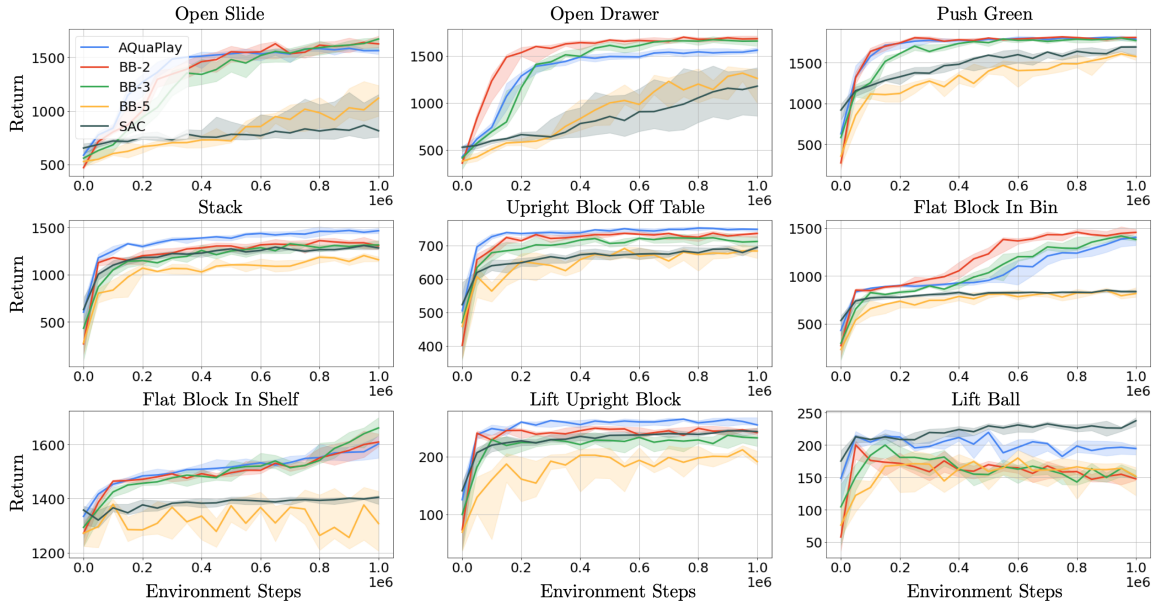 Open Slide
Open Drawer
Push Green
Return
1500
1000
500
AQuaPlay
BB-2
BB-3
BB-5
SAC
0.0 0.2 0.4 0.6 0.8 1.0
1e6
1500
1000
500
0.0 0.2 0.4 0.6 0.8 1.0
1e6
1500
1000
500
0.0 0.2 0.4 0.6 0.8 1.0
1e6
Stack
Upright Block Off Table
Flat Block In Bin
Return
1500
1000
500
0.0 0.2 0.4 0.6 0.8 1.0
1e6
700
600
500
400
0.0 0.2 0.4 0.6 0.8 1.0
1e6
1500
1000
500
0.0 0.2 0.4 0.6 0.8 1.0
1e6
Flat Block In Shelf
Lift Upright Block
Lift Ball
Return
1600
1400
1200
0.0 0.2 0.4 0.6 0.8 1.0
1e6
200
100
0.0 0.2 0.4 0.6 0.8 1.0
1e6
250
200
150
100
50
0.0 0.2 0.4 0.6 0.8 1.0
1e6
Environment Steps
Environment Steps
Environment Steps